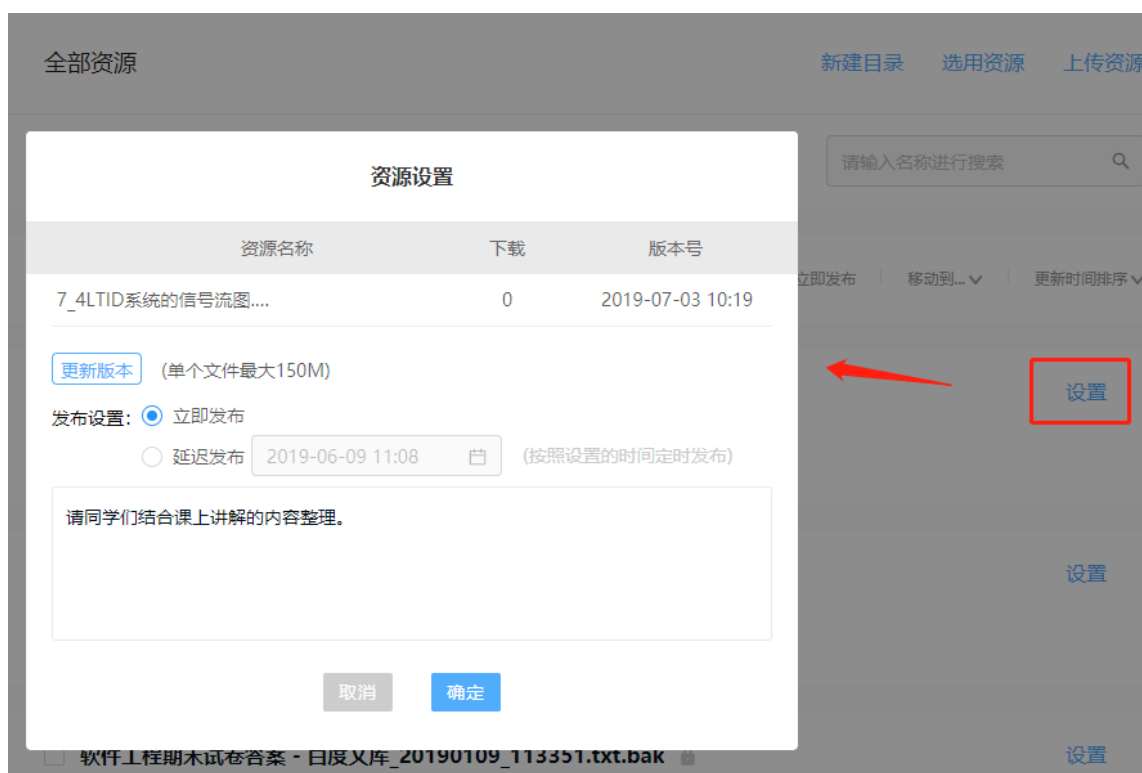 全部资源 新建目录 选用资源 上传资源
请输入名称进行搜索
资源设置
资源名称 下载 版本号
立即发布 移动到... 更新时间排序
7_4LTID系统的信号流图.... 0 2019-07-03 10:19
更新版本 (单个文件最大150M)
设置
发布设置: 立即发布
延迟发布 2019-06-09 11:08 (按照设置的时间定时发布)
请同学们结合课上讲解的内容整理。
设置
取消 确定
软件工程期末试卷答案 - 百度文库_20190109_113351.txt.bak 设置